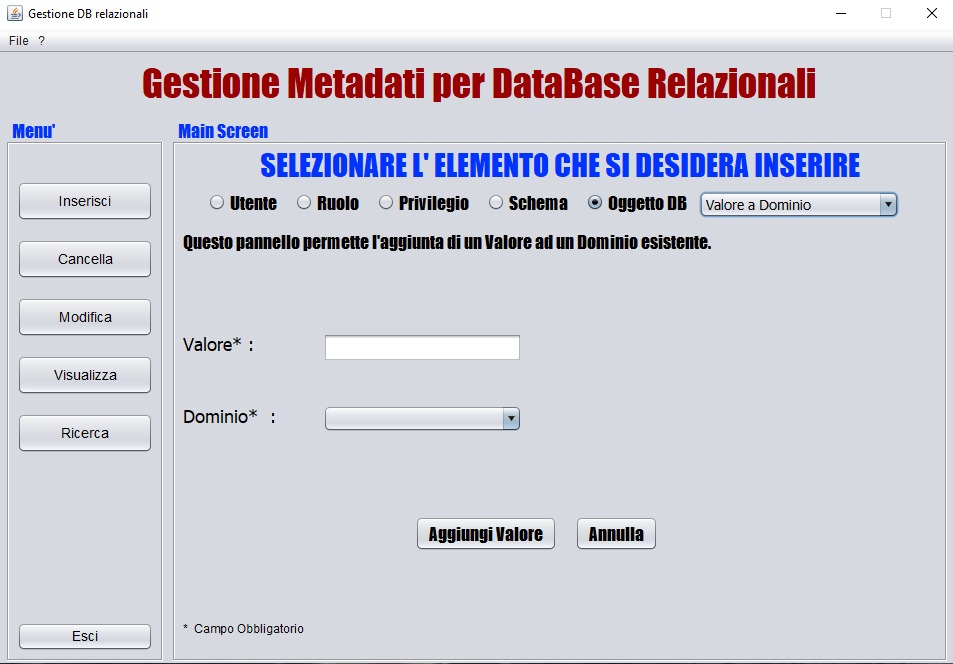 Gestione DB relazionali
File ?
Gestione Metadati per DataBase Relazionali
Menu'
Main Screen
SELEZIONARE L' ELEMENTO CHE SI DESIDERA INSERIRE
Utente Ruolo Privilegio Schema Oggetto DB Valore a Dominio
Questo pannello permette l'aggiunta di un Valore ad un Dominio esistente.
Inserisci
Cancella
Modifica
Visualizza
Ricerca
Esci
Valore* :
Dominio* :
Aggiungi Valore Annulla
* Campo Obbligatorio